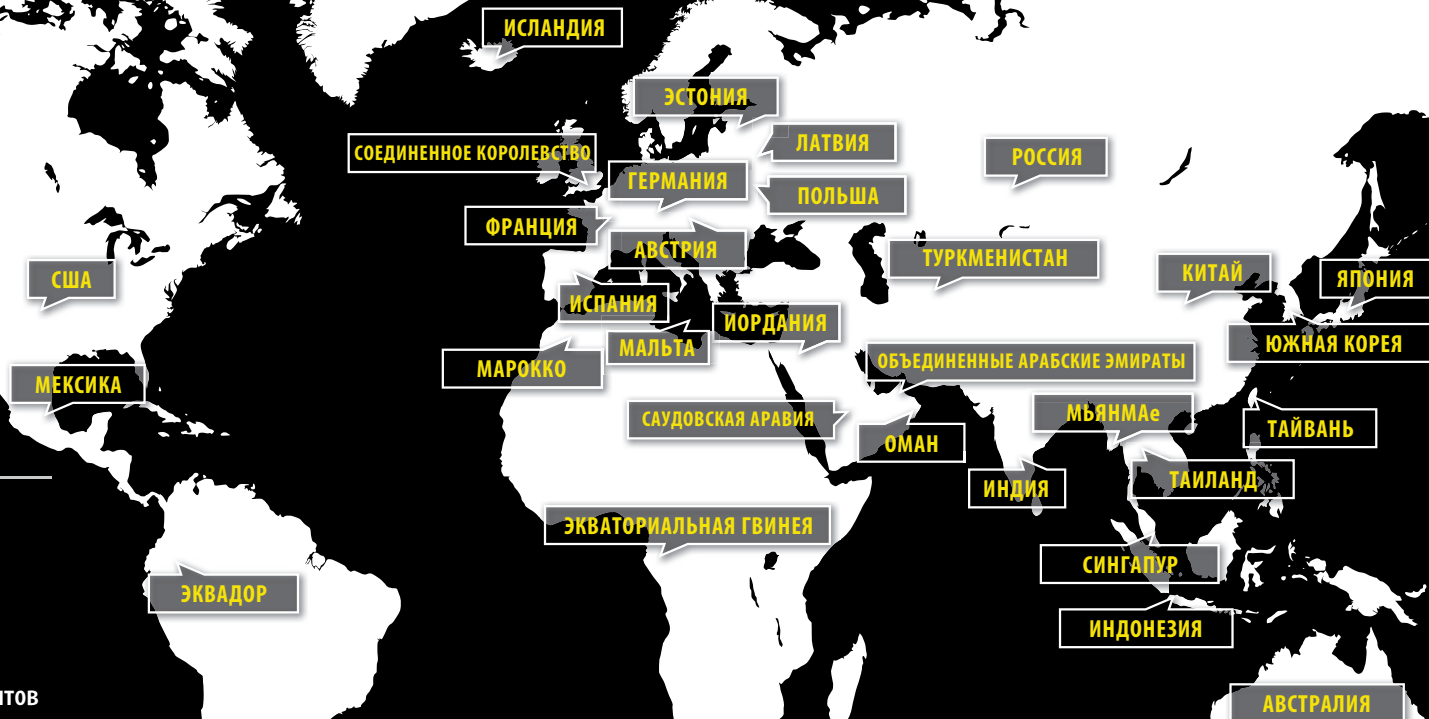 ИСЛАНДИЯ
ЭСТОНИЯ
ЛАТВИЯ
СОЕДИНЕННОЕ КОРОЛЕВСТВО
РОССИЯ
ГЕРМАНИЯ
ПОЛЬША
ФРАНЦИЯ
АВСТРИЯ
ТУРКМЕНИСТАН
США
КИТАЙ
ЯПОНИЯ
ИСПАНИЯ
ИОРДАНИЯ
ЮЖНАЯ КОРЕЯ
МАЛЬТА
ОБЪЕДИНЕННЫЕ АРАБСКИЕ ЭМИРАТЫ
МАРОККО
МЕКСИКА
МЬЯНМАе
САУДОВСКАЯ АРАВИЯ
ТАЙВАНЬ
ОМАН
ТАИЛАНД
ИНДИЯ
ЭКВАТОРИАЛЬНАЯ ГВИНЕЯ
СИНГАПУР
ЭКВАДОР
ИНДОНЕЗИЯ
АВСТРАЛИЯ